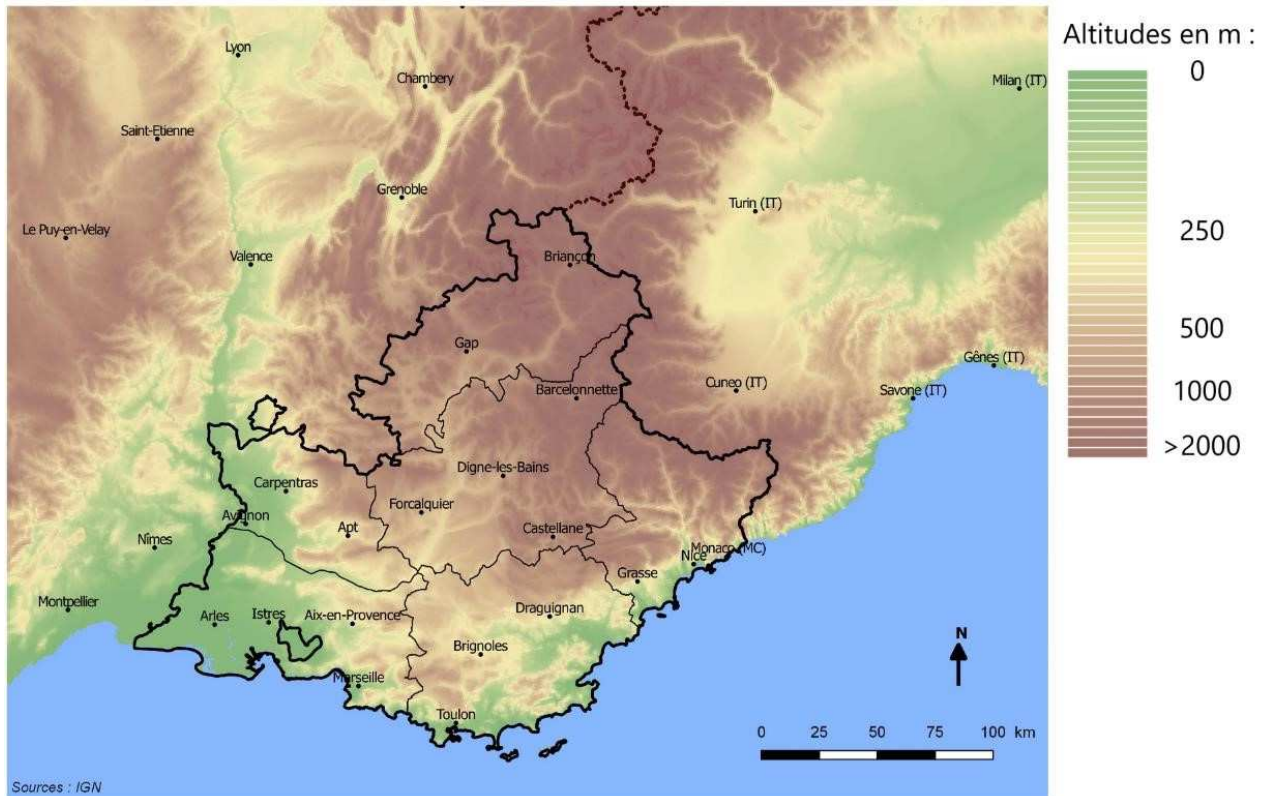 Altitudes en m :
0
250
500
1000
>2000
Lyon
Chambery
Milan (IT)
Saint-Etienne
Grenoble
Turin (IT)
Le Puy-en-Velay
Valence
Briançon
Gap
Gênes (IT)
Barcelonnette
Cuneo (IT)
Savone (IT)
Digne-les-Bains
Carpentras
Forcalquier
Avignon
Apt
Castellane
Nîmes
Monaco (MC)
Nice
Grasse
Montpellier
Arles
Istres
Aix-en-Provence
Draguignan
Brignoles
N
Marseille
Toulon
0 25 50 75 100 km
Sources : IGN